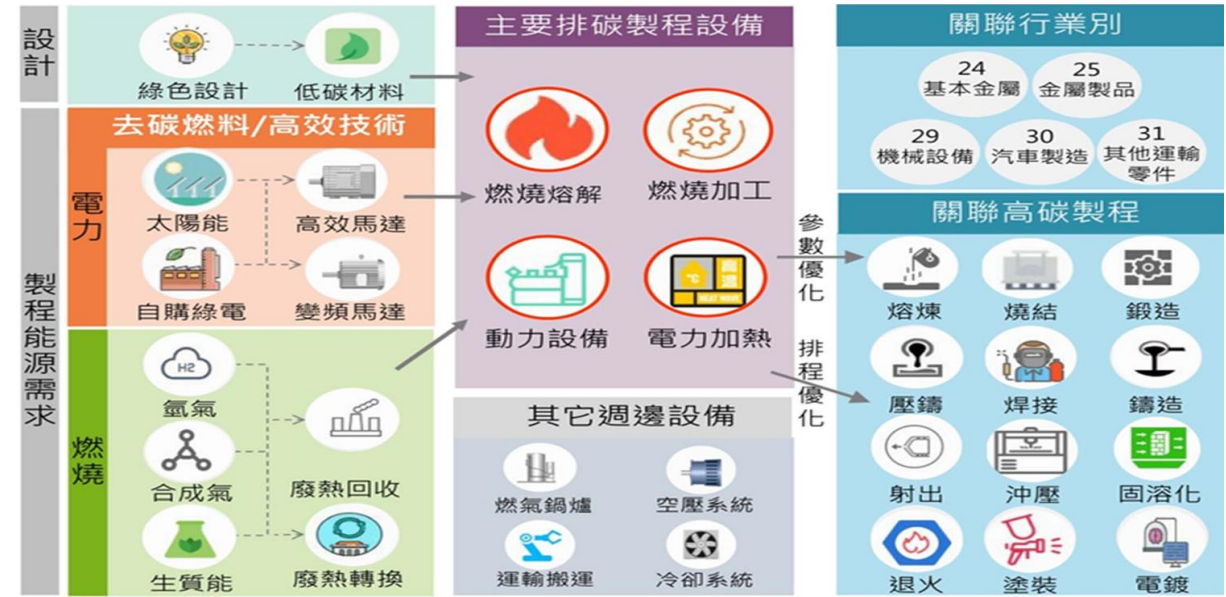 設計
綠色設計
低碳材料
製程能源需求
去碳燃料/高效技術
電力
太陽能
高效馬達
自購綠電
變頻馬達
燃燒
H2
氫氣
合成氣
廢熱回收
生質能
廢熱轉換
主要排碳製程設備
燃燒熔解
燃燒加工
動力設備
電力加熱
°C
高溫
HEAT WAVE
其它週邊設備
燃氣鍋爐
空壓系統
運輸搬運
冷卻系統
參數優化
排程優化
關聯行業別
24
基本金屬
25
金屬製品
29
機械設備
30
汽車製造
31
其他運輸
零件
關聯高碳製程
熔煉
燒結
鍛造
壓鑄
焊接
鑄造
射出
沖壓
固溶化
退火
塗裝
電鍍